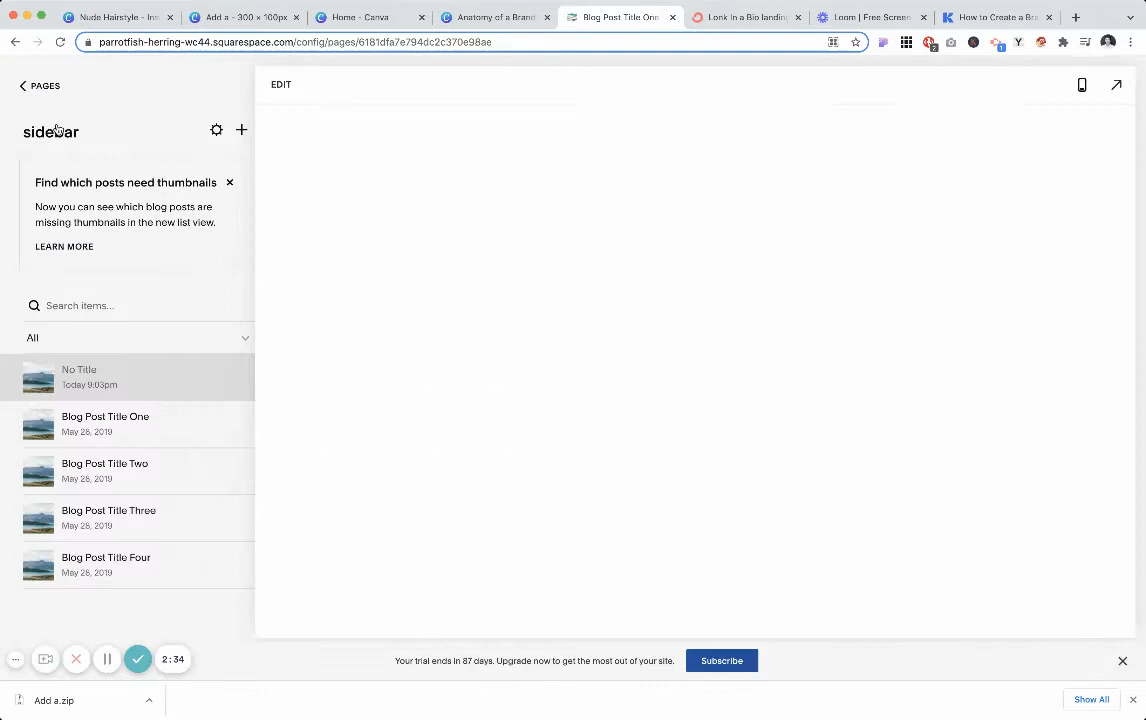 Nude Hairstyle - Ins
Add a - 300 × 100px
Home - Canva
Anatomy of a Brand
Blog Post Title One
Lonk In a Bio landing
Loom | Free Screen
How to Create a Bra
parrotfish-herring-wc44.squarespace.com/config/pages/6181dfa7e794dc2c370e98ae
2
1
Y
PAGES
EDIT
sidebar
Find which posts need thumbnails
Now you can see which blog posts are
missing thumbnails in the new list view.
LEARN MORE
Search items...
All
No Title
Today 9:03pm
Blog Post Title One
May 28, 2019
Blog Post Title Two
May 28, 2019
Blog Post Title Three
May 28, 2019
Blog Post Title Four
May 28, 2019
2:34
Your trial ends in 87 days. Upgrade now to get the most out of your site.
Subscribe
Add a.zip
Show All